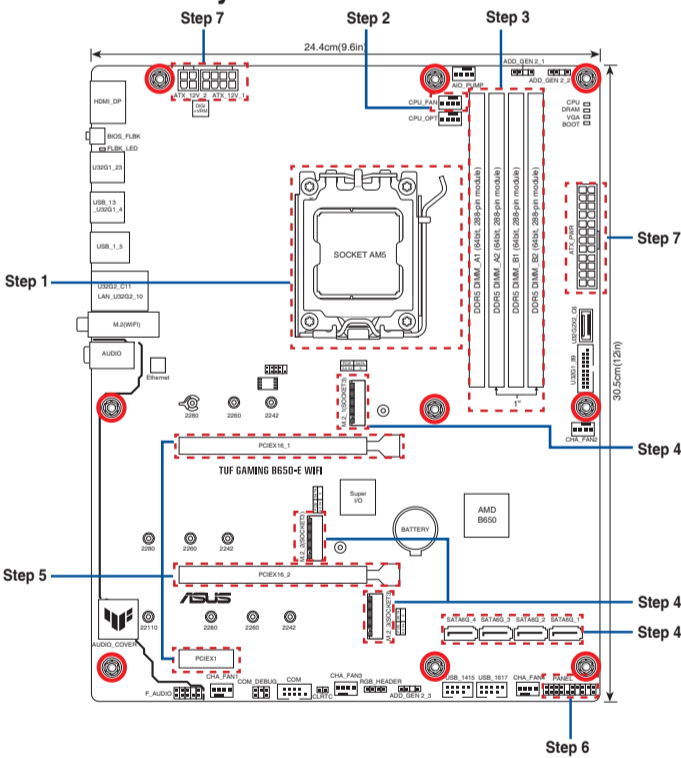 Step 7
Step 2
Step 3
24.4cm(9.6in)
ADD_GEN 2_1
AIO_PUMP
ADD_GEN 2_2
ATX_12V_2
ATX_12V_1
DIGI
+VRM
CPU_FAN
CPU_OPT
HDMI_DP
CPU
DRAM
VGA
BOOT
BIOS_FLBK
FLBK_LED
U32G1_23
USB_13
_U32G1_4
USB_1_5
Step 1
U32G2_C11
LAN_U32G2_10
M.2(WIFI)
AUDIO
Ethernet
SOCKET AM5
DDR5 DIMM_A1 (64bit, 288-pin module)
DDR5 DIMM_A2 (64bit, 288-pin module)
DDR5 DIMM_B1 (64bit, 288-pin module)
DDR5 DIMM_B2 (64bit, 288-pin module)
ATX_PWR
Step 7
U32G2X2_C6
U32G1_89
30.5cm(12in)
2280
2260
2242
M.2_1(SOCKET3)
CHA_FAN2
PCIEX16_1
Step 4
TUF GAMING B650-E WIFI
Super
I/O
AMD
B650
BATTERY
M.2_2(SOCKET3)
2280
2260
2242
Step 5
PCIEX16_2
ASUS
M.2_3(SOCKET3)
Step 4
SATA6G_4
SATA6G_3
SATA6G_2
SATA6G_1
Step 4
22110
2280
2260
2242
AUDIO_COVER
PCIEX1
F_AUDIO
CHA_FAN1
COM_DEBUG
COM
CLRTC
CHA_FAN3
RGB_HEADER
ADD_GEN 2_3
USB_1415
USB_1617
CHA_FAN4
PANEL
Step 6